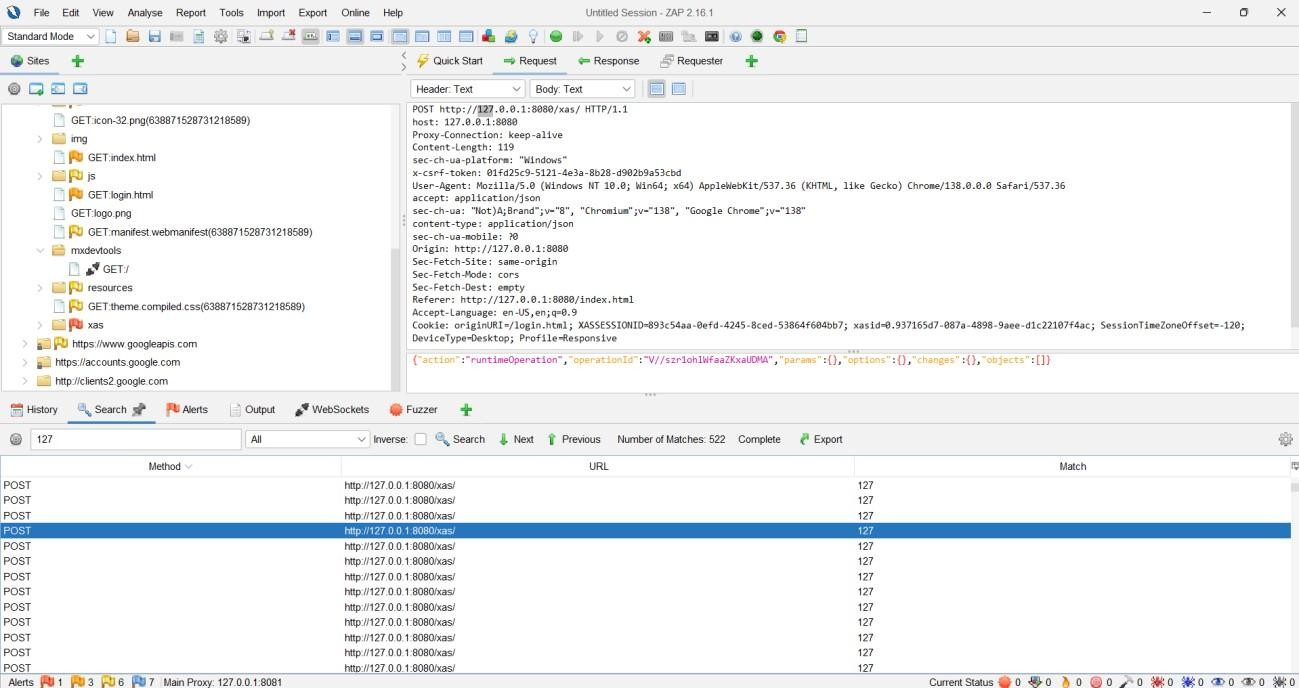 File Edit View Analyse Report Tools Import Export Online Help
Untitled Session - ZAP 2.16.1
Standard Mode
Sites
Quick Start Request Response Requester
Header: Text Body: Text
GET:icon-32.png(638871528731218589)
img
GET:index.html
js
GET:login.html
GET:logo.png
GET:manifest.webmanifest(638871528731218589)
mxdevtools
GET:/
resources
GET:theme.compiled.css(638871528731218589)
xas
https://www.googleapis.com
https://accounts.google.com
http://clients2.google.com
POST http://127.0.0.1:8080/xas/ HTTP/1.1
host: 127.0.0.1:8080
Proxy-Connection: keep-alive
Content-Length: 119
sec-ch-ua-platform: "Windows"
x-csrf-token: 01fd25c9-5121-4e3a-8b28-d902b9a53cbd
User-Agent: Mozilla/5.0 (Windows NT 10.0; Win64; x64) AppleWebKit/537.36 (KHTML, like Gecko) Chrome/138.0.0.0 Safari/537.36
accept: application/json
sec-ch-ua: "Not)A;Brand";v="8", "Chromium";v="138", "Google Chrome";v="138"
content-type: application/json
sec-ch-ua-mobile: ?0
Origin: http://127.0.0.1:8080
Sec-Fetch-Site: same-origin
Sec-Fetch-Mode: cors
Sec-Fetch-Dest: empty
Referer: http://127.0.0.1:8080/index.html
Accept-Language: en-US,en;q=0.9
Cookie: originURI=/login.html; XASSESSIONID=893c54aa-0efd-4245-8ced-53864f604bb7; xasid=0.937165d7-087a-4898-9aee-d1c22107f4ac; SessionTimeZoneOffset=-120;
DeviceType=Desktop; Profile=Responsive
{"action":"runtimeOperation","operationId":"V//szr1ohlWfaaZKxaUDMA","params":{},"options":{},"changes":{},"objects":[]}
History Search Alerts Output WebSockets Fuzzer
127 All Inverse: Search Next Previous Number of Matches: 522 Complete Export
Method URL Match
POST http://127.0.0.1:8080/xas/ 127
POST http://127.0.0.1:8080/xas/ 127
POST http://127.0.0.1:8080/xas/ 127
POST http://127.0.0.1:8080/xas/ 127
POST http://127.0.0.1:8080/xas/ 127
POST http://127.0.0.1:8080/xas/ 127
POST http://127.0.0.1:8080/xas/ 127
POST http://127.0.0.1:8080/xas/ 127
POST http://127.0.0.1:8080/xas/ 127
POST http://127.0.0.1:8080/xas/ 127
POST http://127.0.0.1:8080/xas/ 127
POST http://127.0.0.1:8080/xas/ 127
POST http://127.0.0.1:8080/xas/ 127
Alerts 1 3 6 7 Main Proxy: 127.0.0.1:8081 Current Status 0 0 0 0 0 0 0 0 0 0